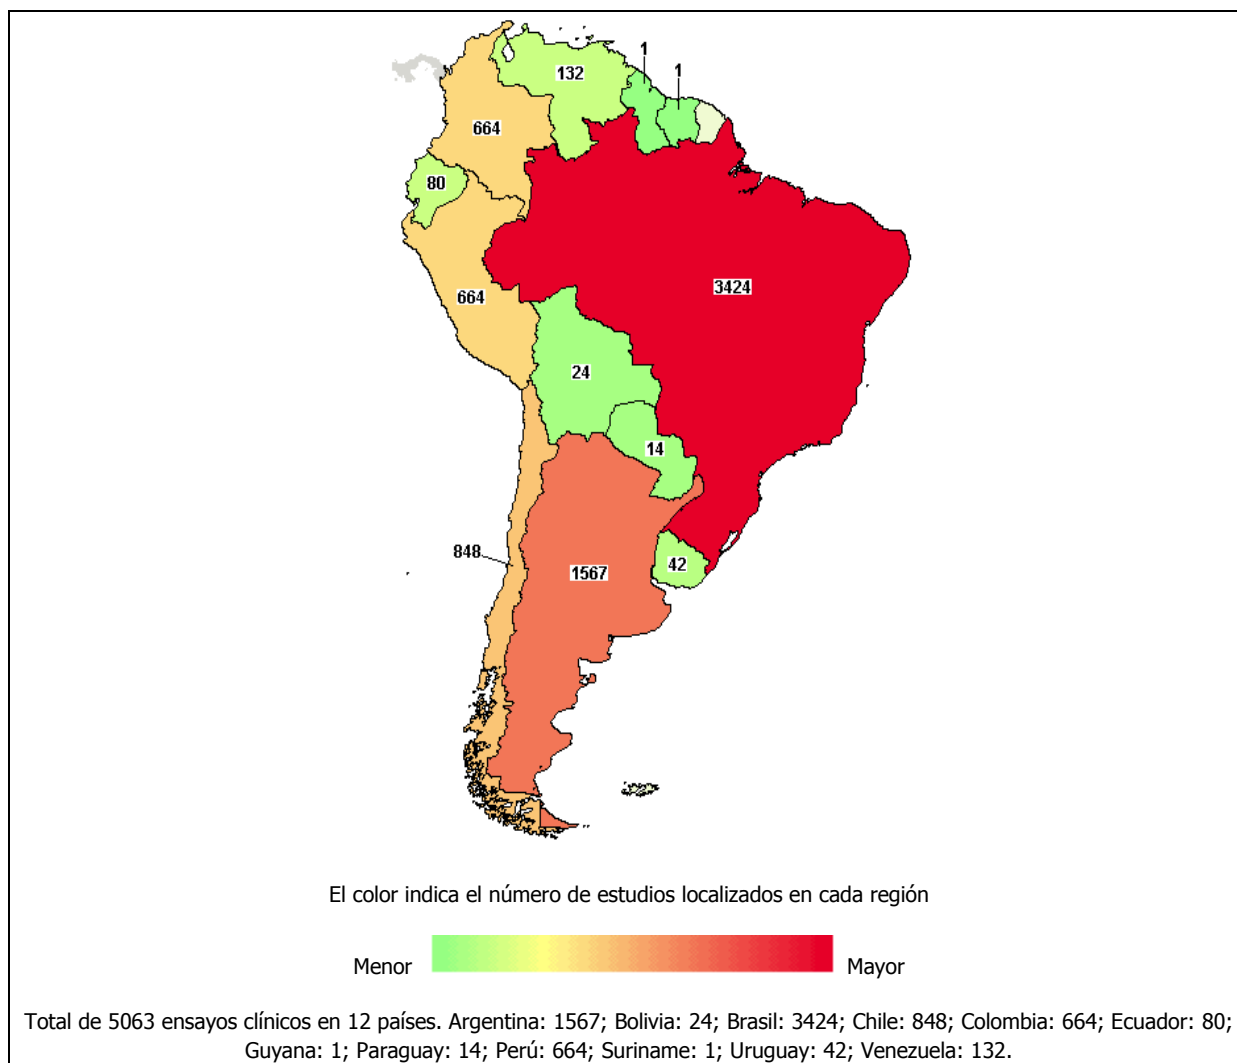 1
1
132
664
80
3424
664
24
14
848
1567
42
El color indica el número de estudios localizados en cada región
Menor
Mayor
Total de 5063 ensayos clínicos en 12 países. Argentina: 1567; Bolivia: 24; Brasil: 3424; Chile: 848; Colombia: 664; Ecuador: 80;
Guyana: 1; Paraguay: 14; Perú: 664; Suriname: 1; Uruguay: 42; Venezuela: 132.